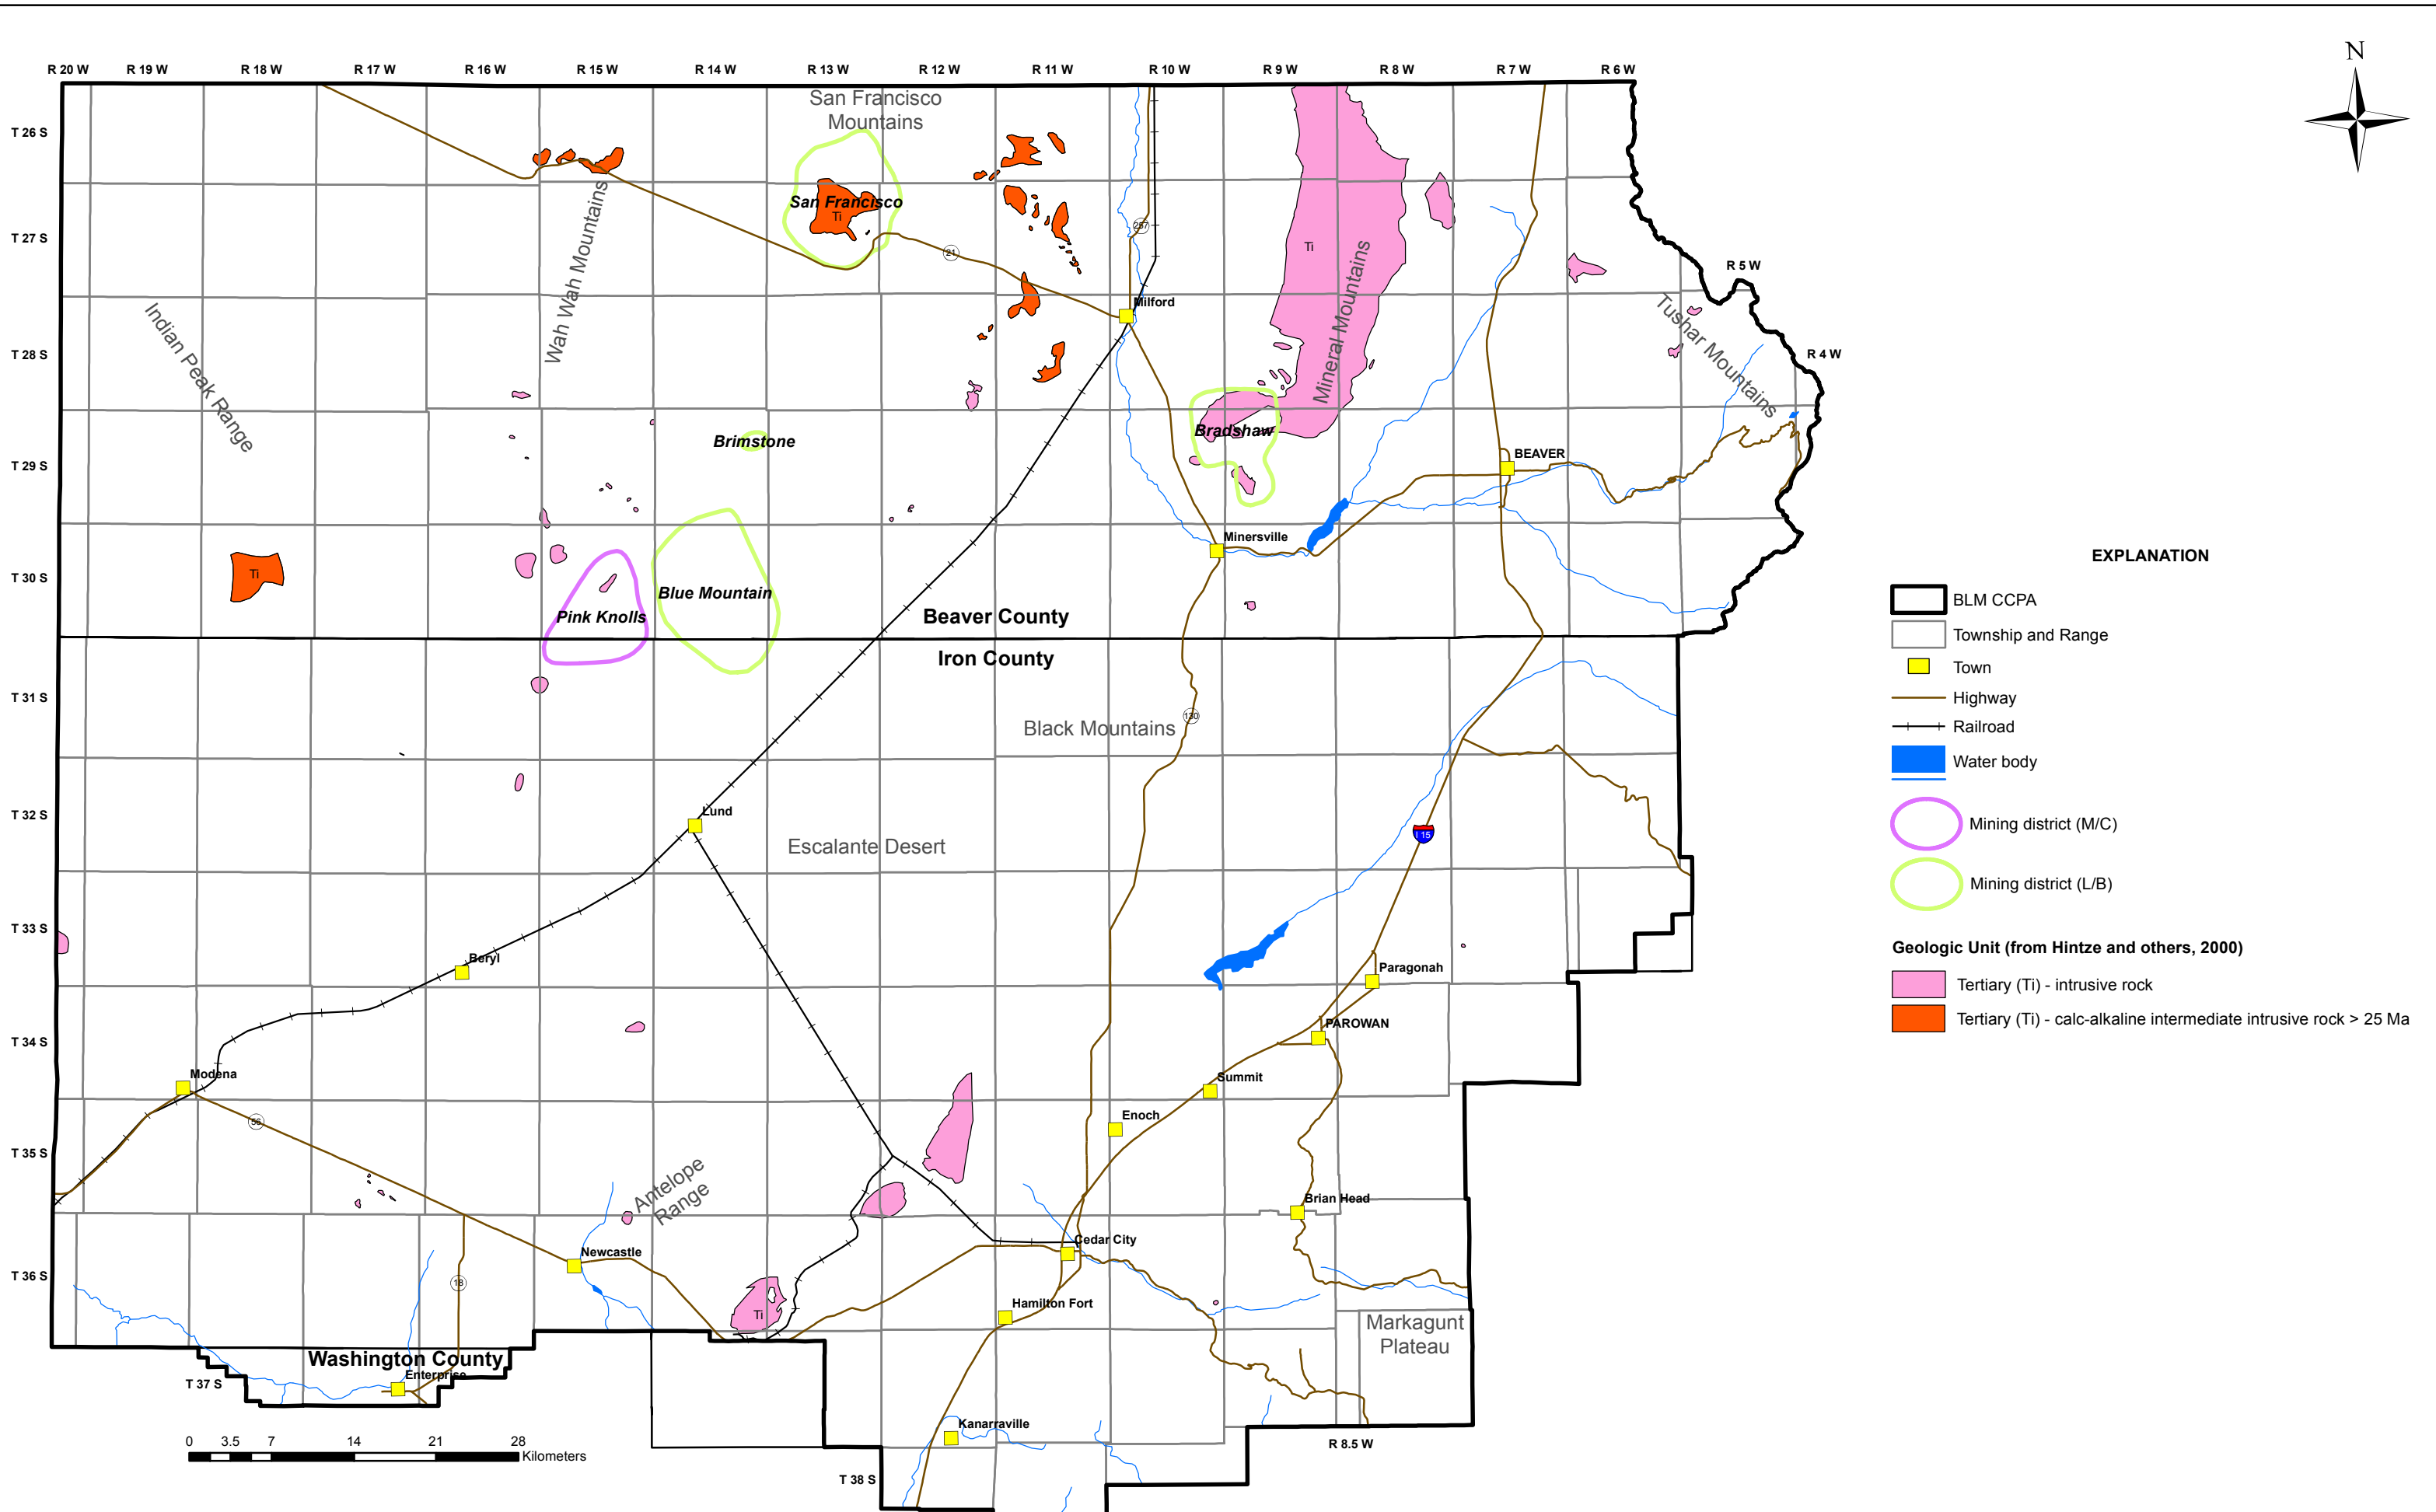 N
R 20 W R 19 W R 18 W R 17 W R 16 W R 15 W R 14 W R 13 W R 12 W R 11 W R 10 W R 9 W R 8 W R 7 W R 6 W
San Francisco
Mountains
T 26 S
San Francisco
Ti
Wah Wah Mountains
T 27 S
257
21
Ti
Mineral Mountains
R 5 W
Milford
Tushar Mountains
Indian Peak Range
T 28 S
R 4 W
Bradshaw
Brimstone
BEAVER
T 29 S
Minersville
EXPLANATION
T 30 S
Ti
Blue Mountain
Pink Knolls
Beaver County
Iron County
BLM CCPA
Township and Range
Town
Highway
Railroad
Water body
Mining district (M/C)
Mining district (L/B)
Geologic Unit (from Hintze and others, 2000)
Tertiary (Ti) - intrusive rock
Tertiary (Ti) - calc-alkaline intermediate intrusive rock > 25 Ma
T 31 S
Black Mountains
130
T 32 S
Lund
Escalante Desert
I 15
T 33 S
Beryl
Paragonah
T 34 S
PAROWAN
Modena
Summit
56
Enoch
T 35 S
Antelope
Range
Brian Head
Newcastle
Cedar City
T 36 S
18
Ti
Hamilton Fort
Markagunt
Plateau
Washington County
T 37 S
Enterprise
Kanarraville
R 8.5 W
T 38 S
0 3.5 7 14 21 28
Kilometers